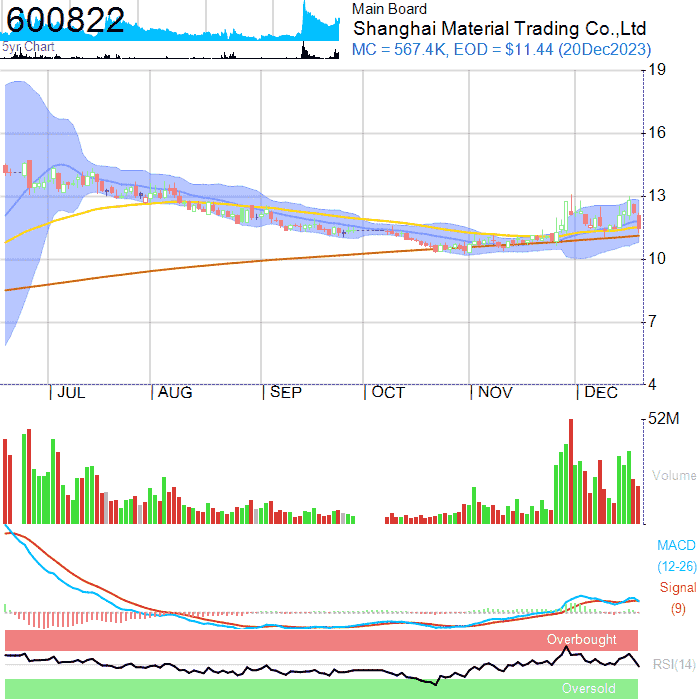 600822
5yr Chart
Main Board
Shanghai Material Trading Co.,Ltd
MC = 567.4K, EOD = $11.44 (20Dec2023)
19
16
13
10
7
4
JUL
AUG
SEP
OCT
NOV
DEC
52M
Volume
MACD
(12-26)
Signal
(9)
Overbought
RSI(14)
Oversold